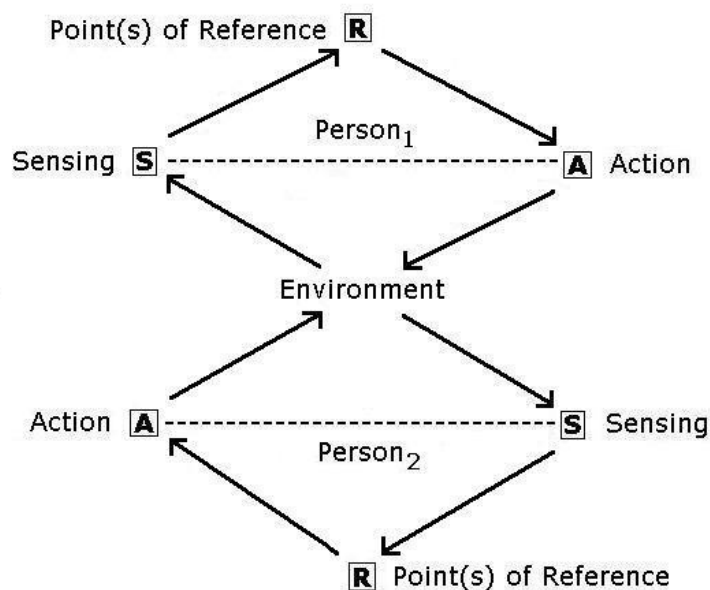 Point(s) of Reference R
Person1
Sensing S
A Action
Environment
Action A
S Sensing
Person2
R Point(s) of Reference